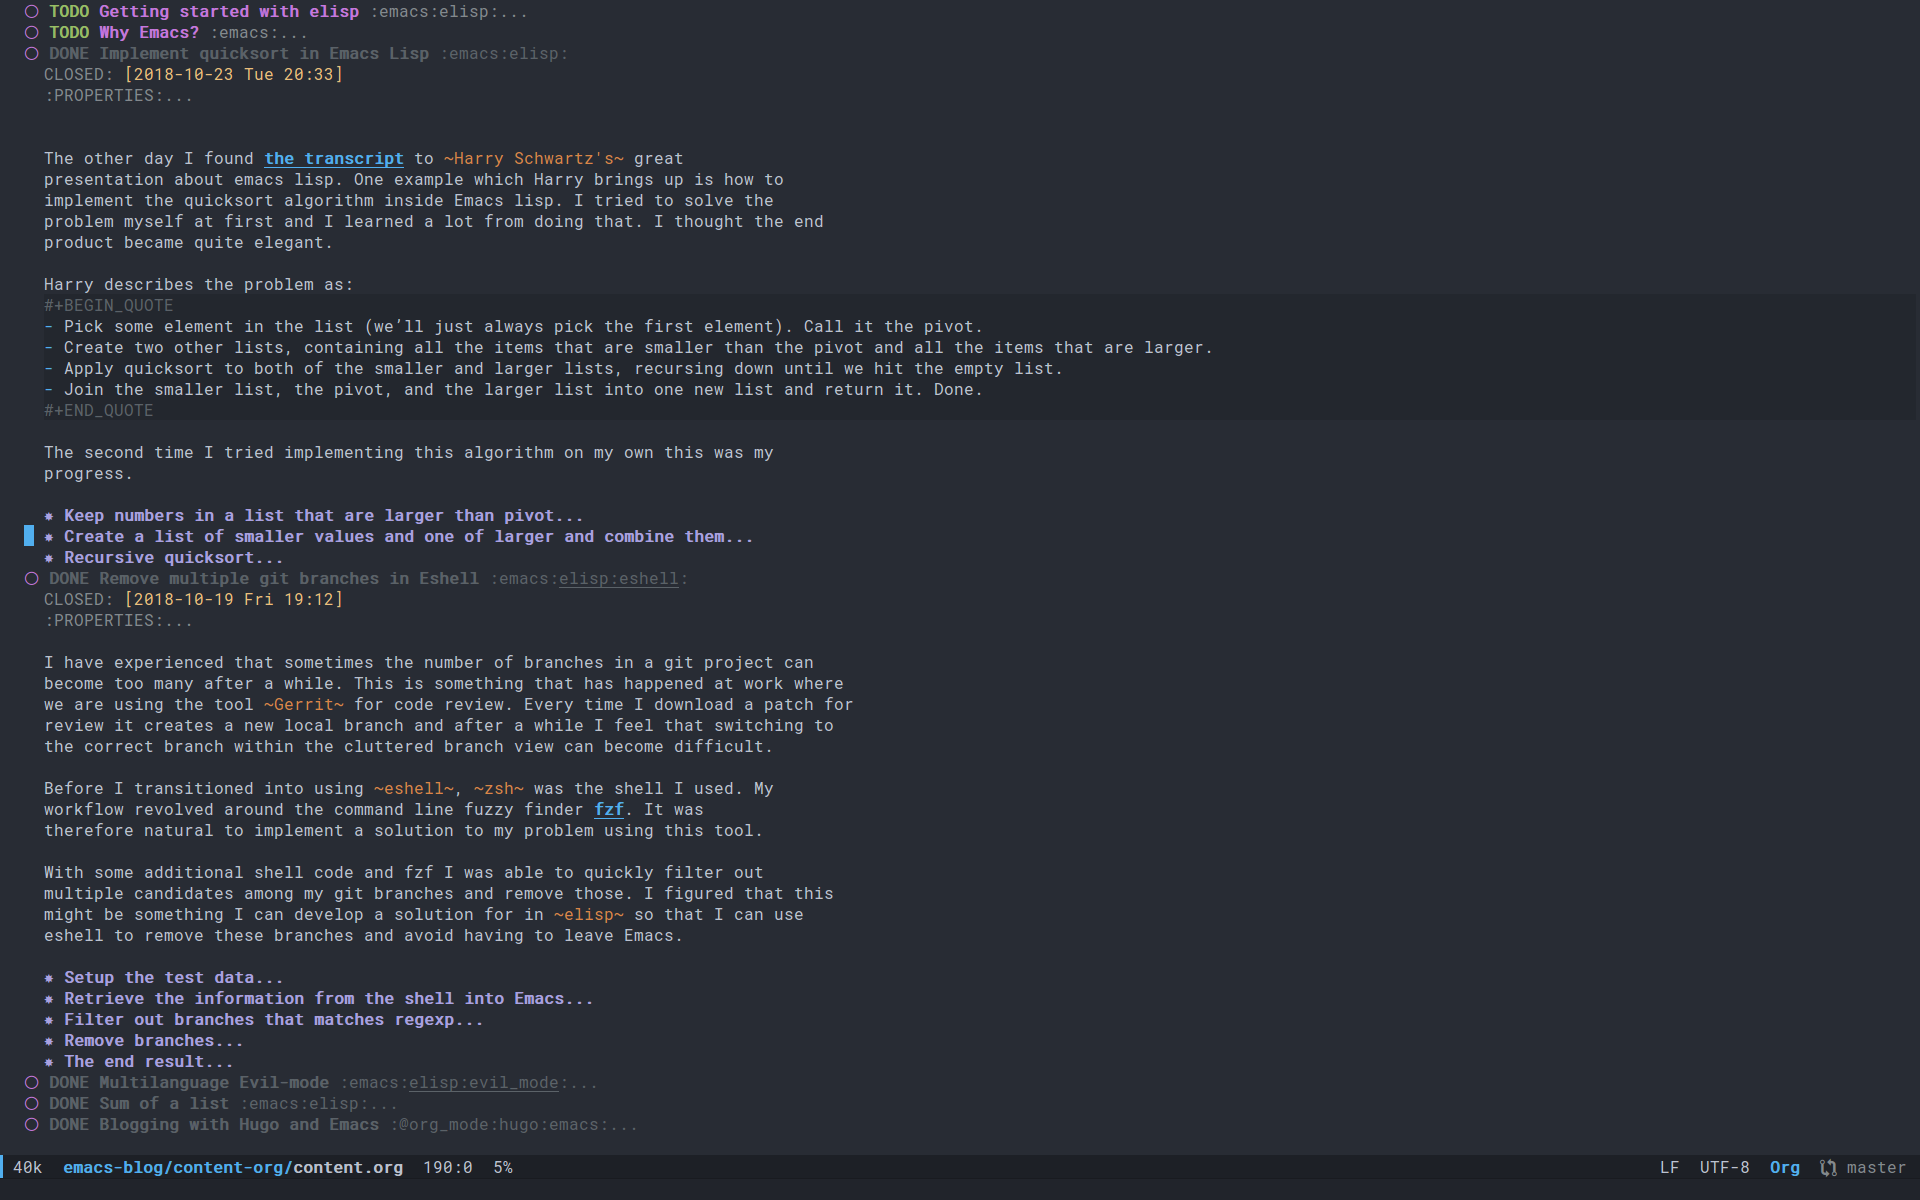 TODO Getting started with elisp :emacs:elisp:...
TODO Why Emacs? :emacs:...
DONE Implement quicksort in Emacs Lisp :emacs:elisp:
CLOSED: [2018-10-23 Tue 20:33]
:PROPERTIES:...
The other day I found the transcript to ~Harry Schwartz's~ great
presentation about emacs lisp. One example which Harry brings up is how to
implement the quicksort algorithm inside Emacs lisp. I tried to solve the
problem myself at first and I learned a lot from doing that. I thought the end
product became quite elegant.
Harry describes the problem as:
#+BEGIN_QUOTE
- Pick some element in the list (we’ll just always pick the first element). Call it the pivot.
- Create two other lists, containing all the items that are smaller than the pivot and all the items that are larger.
- Apply quicksort to both of the smaller and larger lists, recursing down until we hit the empty list.
- Join the smaller list, the pivot, and the larger list into one new list and return it. Done.
#+END_QUOTE
The second time I tried implementing this algorithm on my own this was my
progress.
✸ Keep numbers in a list that are larger than pivot...
✸ Create a list of smaller values and one of larger and combine them...
✸ Recursive quicksort...
DONE Remove multiple git branches in Eshell :emacs:elisp:eshell:
CLOSED: [2018-10-19 Fri 19:12]
:PROPERTIES:...
I have experienced that sometimes the number of branches in a git project can
become too many after a while. This is something that has happened at work where
we are using the tool ~Gerrit~ for code review. Every time I download a patch for
review it creates a new local branch and after a while I feel that switching to
the correct branch within the cluttered branch view can become difficult.
Before I transitioned into using ~eshell~, ~zsh~ was the shell I used. My
workflow revolved around the command line fuzzy finder fzf. It was
therefore natural to implement a solution to my problem using this tool.
With some additional shell code and fzf I was able to quickly filter out
multiple candidates among my git branches and remove those. I figured that this
might be something I can develop a solution for in ~elisp~ so that I can use
eshell to remove these branches and avoid having to leave Emacs.
✸ Setup the test data...
✸ Retrieve the information from the shell into Emacs...
✸ Filter out branches that matches regexp...
✸ Remove branches...
✸ The end result...
DONE Multilanguage Evil-mode :emacs:elisp:evil_mode:...
DONE Sum of a list :emacs:elisp:...
DONE Blogging with Hugo and Emacs :@org_mode:hugo:emacs:...
40k emacs-blog/content-org/content.org 190:0 5% LF UTF-8 Org master